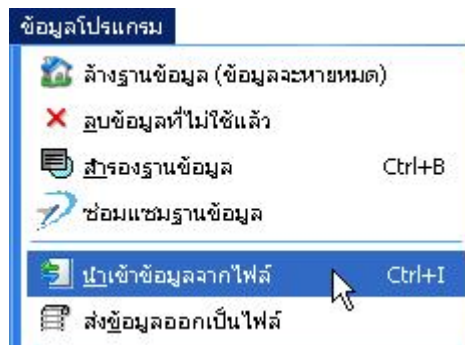 ข้อมูลโปรแกรม
ล้างฐานข้อมูล (ข้อมูลจะหายหมด)
ลบข้อมูลที่ไม่ใช้แล้ว
สำรองฐานข้อมูล Ctrl+B
ซ่อมแซมฐานข้อมูล
นำเข้าข้อมูลจากไฟล์ Ctrl+I
ส่งข้อมูลออกเป็นไฟล์